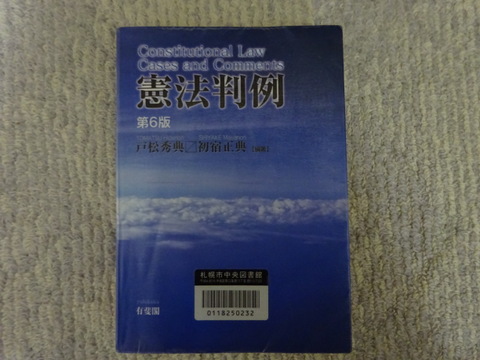 Constitutional Law
Cases and Comments
憲法判例
第6版
戸松秀典／初宿正典
札幌市中央図書館
0118250232
有斐閣